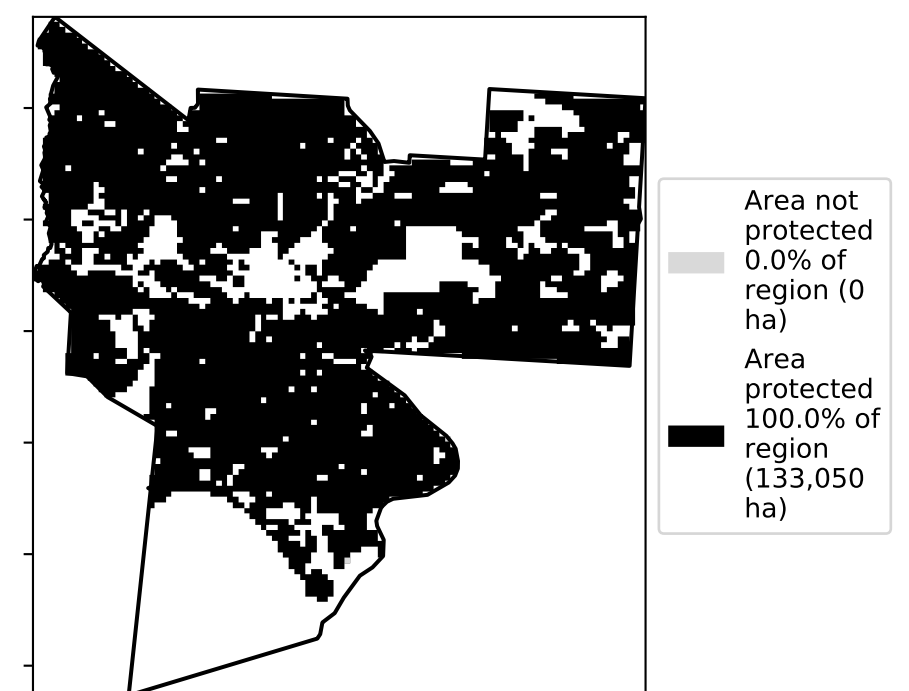 Area not
protected
0.0% of
region (0
ha)
Area
protected
100.0% of
region
(133,050
ha)